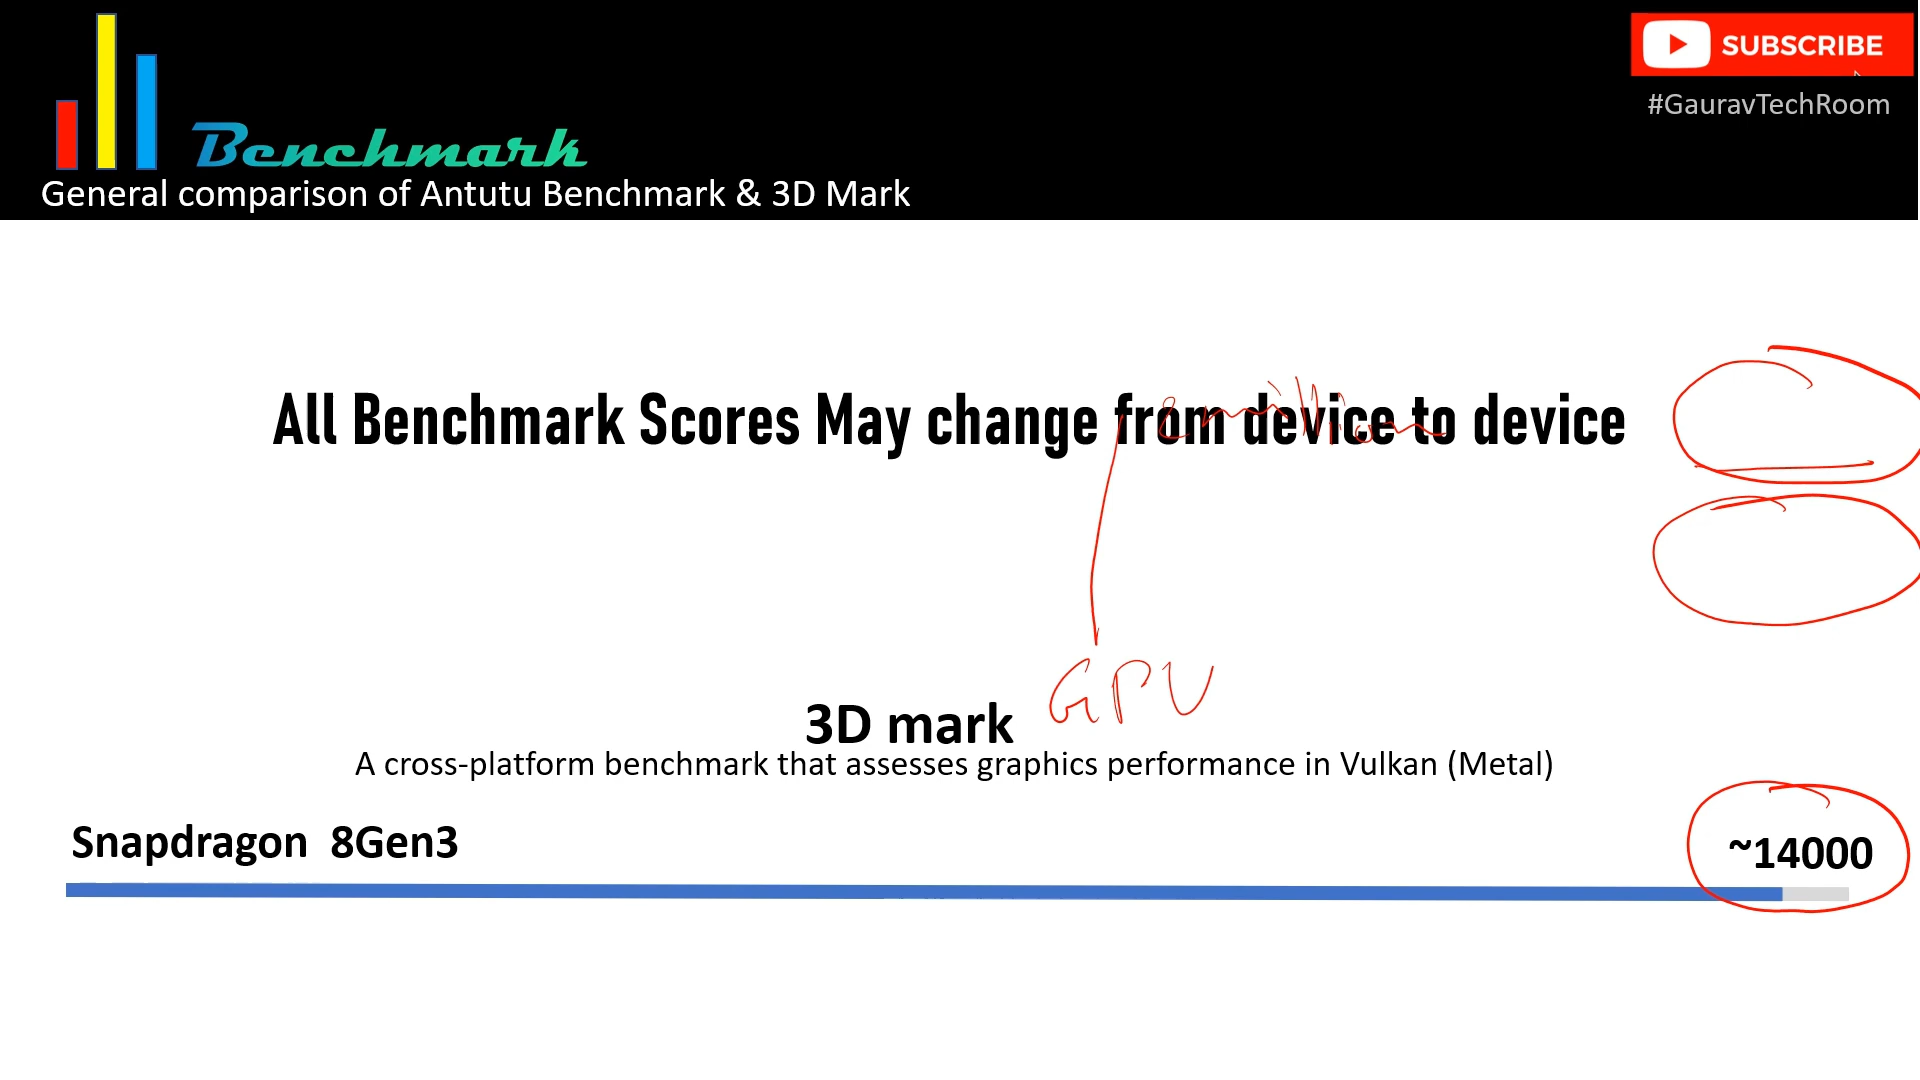 SUBSCRIBE
#GauravTechRoom
Benchmark
General comparison of Antutu Benchmark & 3D Mark
All Benchmark Scores May change from device to device
million
GPU
3D mark
A cross-platform benchmark that assesses graphics performance in Vulkan (Metal)
Snapdragon 8Gen3
~14000